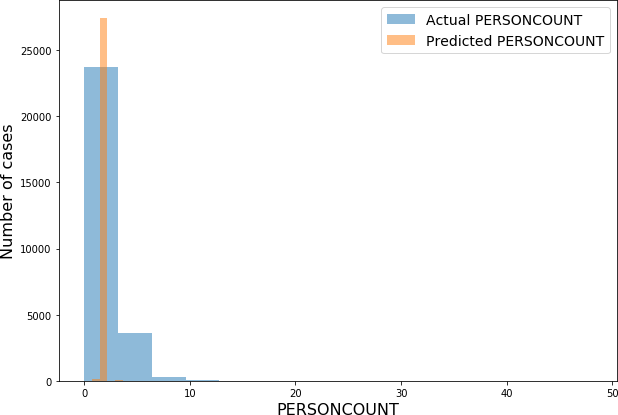 Actual PERSONCOUNT
Predicted PERSONCOUNT
Number of cases
25000
20000
15000
10000
5000
0
0 10 20 30 40 50
PERSONCOUNT